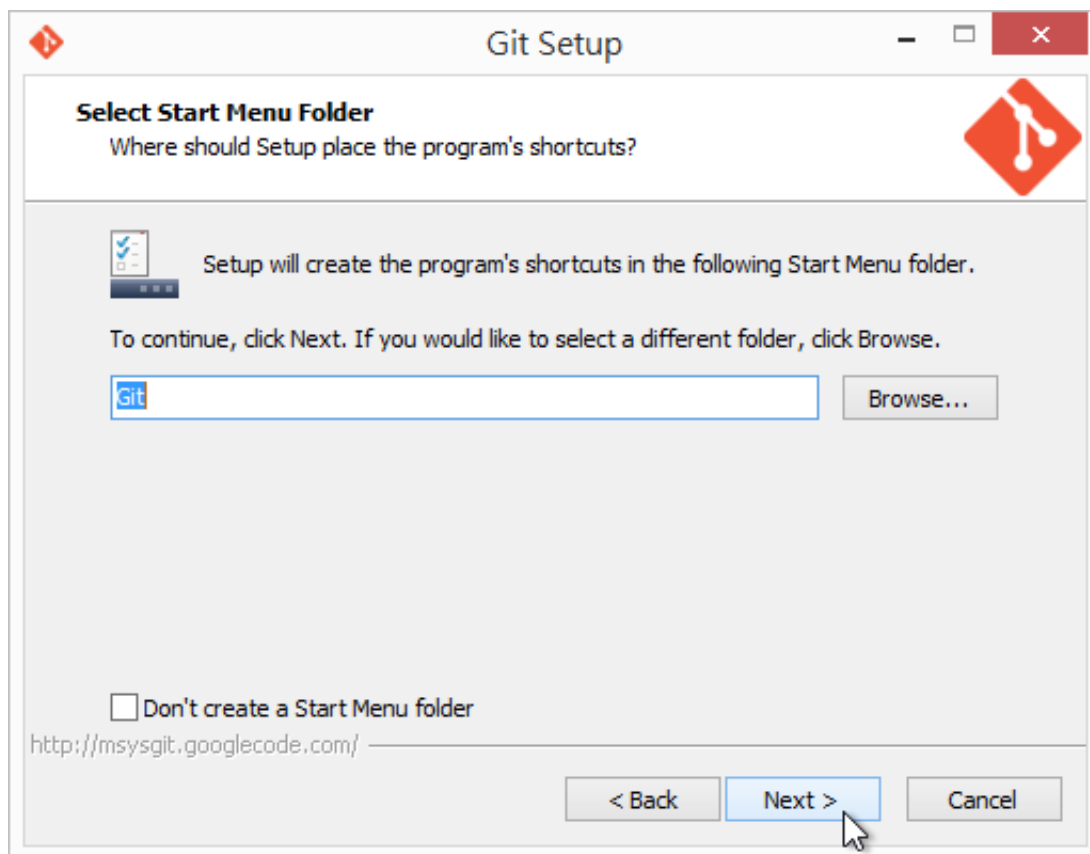 Git Setup
Select Start Menu Folder
Where should Setup place the program's shortcuts?
Setup will create the program's shortcuts in the following Start Menu folder.
To continue, click Next. If you would like to select a different folder, click Browse.
Git
Browse...
Don't create a Start Menu folder
http://msysgit.googlecode.com/
< Back
Next >
Cancel